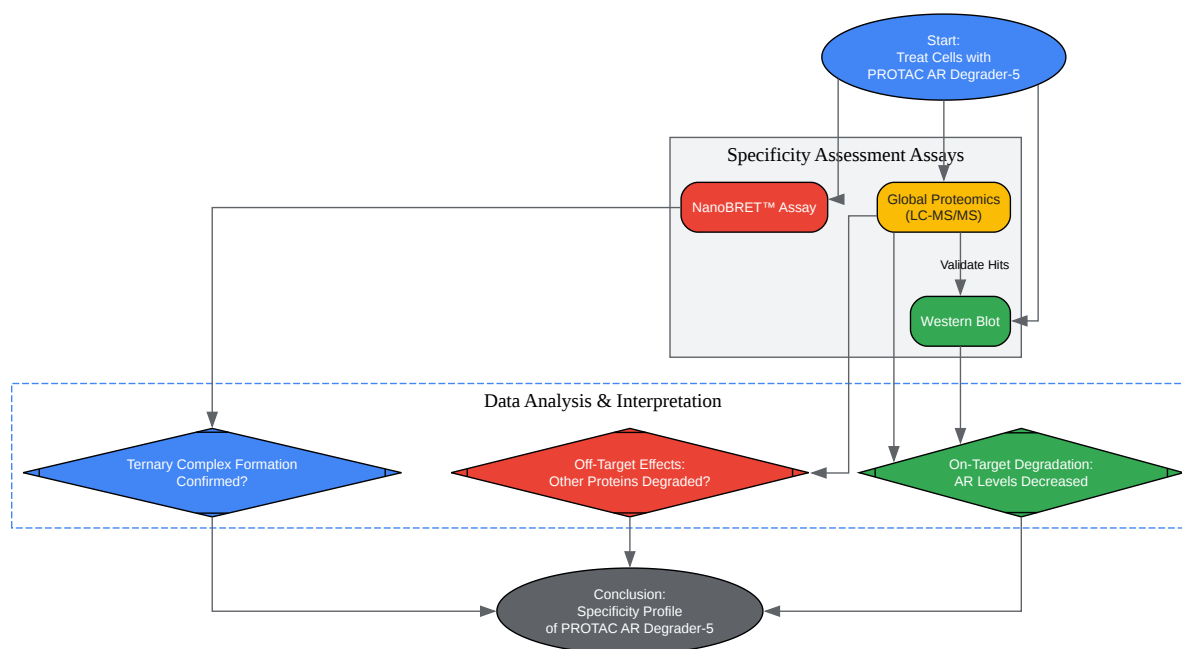 Start:
Treat Cells with
PROTAC AR Degrader-5
Specificity Assessment Assays
NanoBRET™ Assay
Global Proteomics
(LC-MS/MS)
Validate Hits
Western Blot
Data Analysis & Interpretation
Ternary Complex Formation
Confirmed?
Off-Target Effects:
Other Proteins Degraded?
On-Target Degradation:
AR Levels Decreased
Conclusion:
Specificity Profile
of PROTAC AR Degrader-5